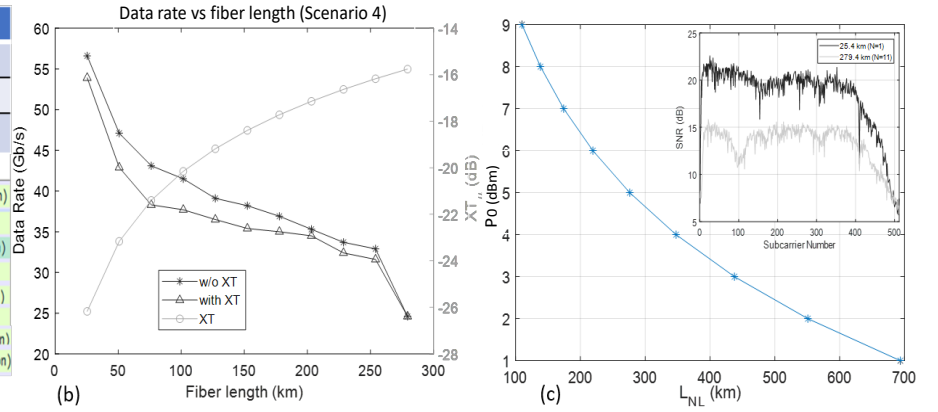 Data rate vs fiber length (Scenario 4)
60
55
50
45
40
35
30
25
20
Data Rate (Gb/s)
-14
-16
-18
-20
-22
-24
-26
-28
(dB)
w/o XT
with XT
XT
0 50 100 150 200 250 300
Fiber length (km)
(b)
9
8
7
6
5
4
3
2
1
P0 (dBm)
25
20
15
10
5
SNR (dB)
25.4 km (N=1)
279.4 km (N=11)
0 100 200 300 400 500
Subcarrier Number
100 200 300 400 500 600 700
L_NL (km)
(c)